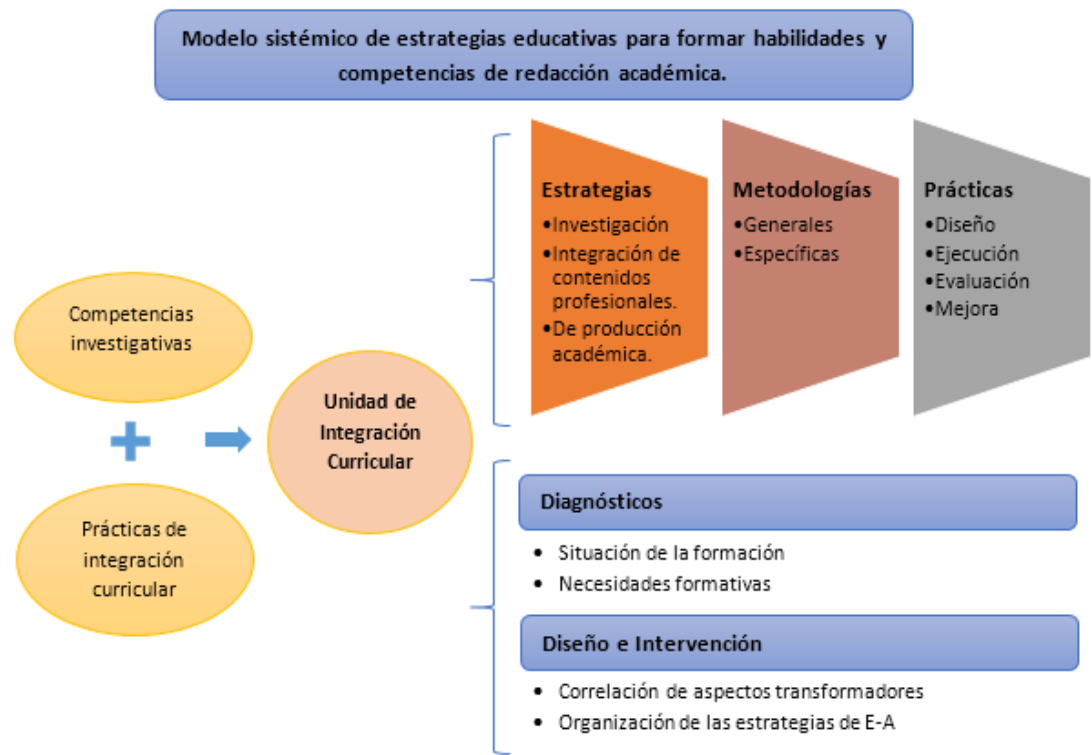 Modelo sistémico de estrategias educativas para formar habilidades y
competencias de redacción académica.
Competencias
investigativas
Prácticas de
integración
curricular
Unidad de
Integración
Curricular
Estrategias
•Investigación
•Integración de
contenidos
profesionales.
•De producción
académica.
Metodologías
•Generales
•Específicas
Prácticas
•Diseño
•Ejecución
•Evaluación
•Mejora
Diagnósticos
• Situación de la formación
• Necesidades formativas
Diseño e Intervención
• Correlación de aspectos transformadores
• Organización de las estrategias de E-A